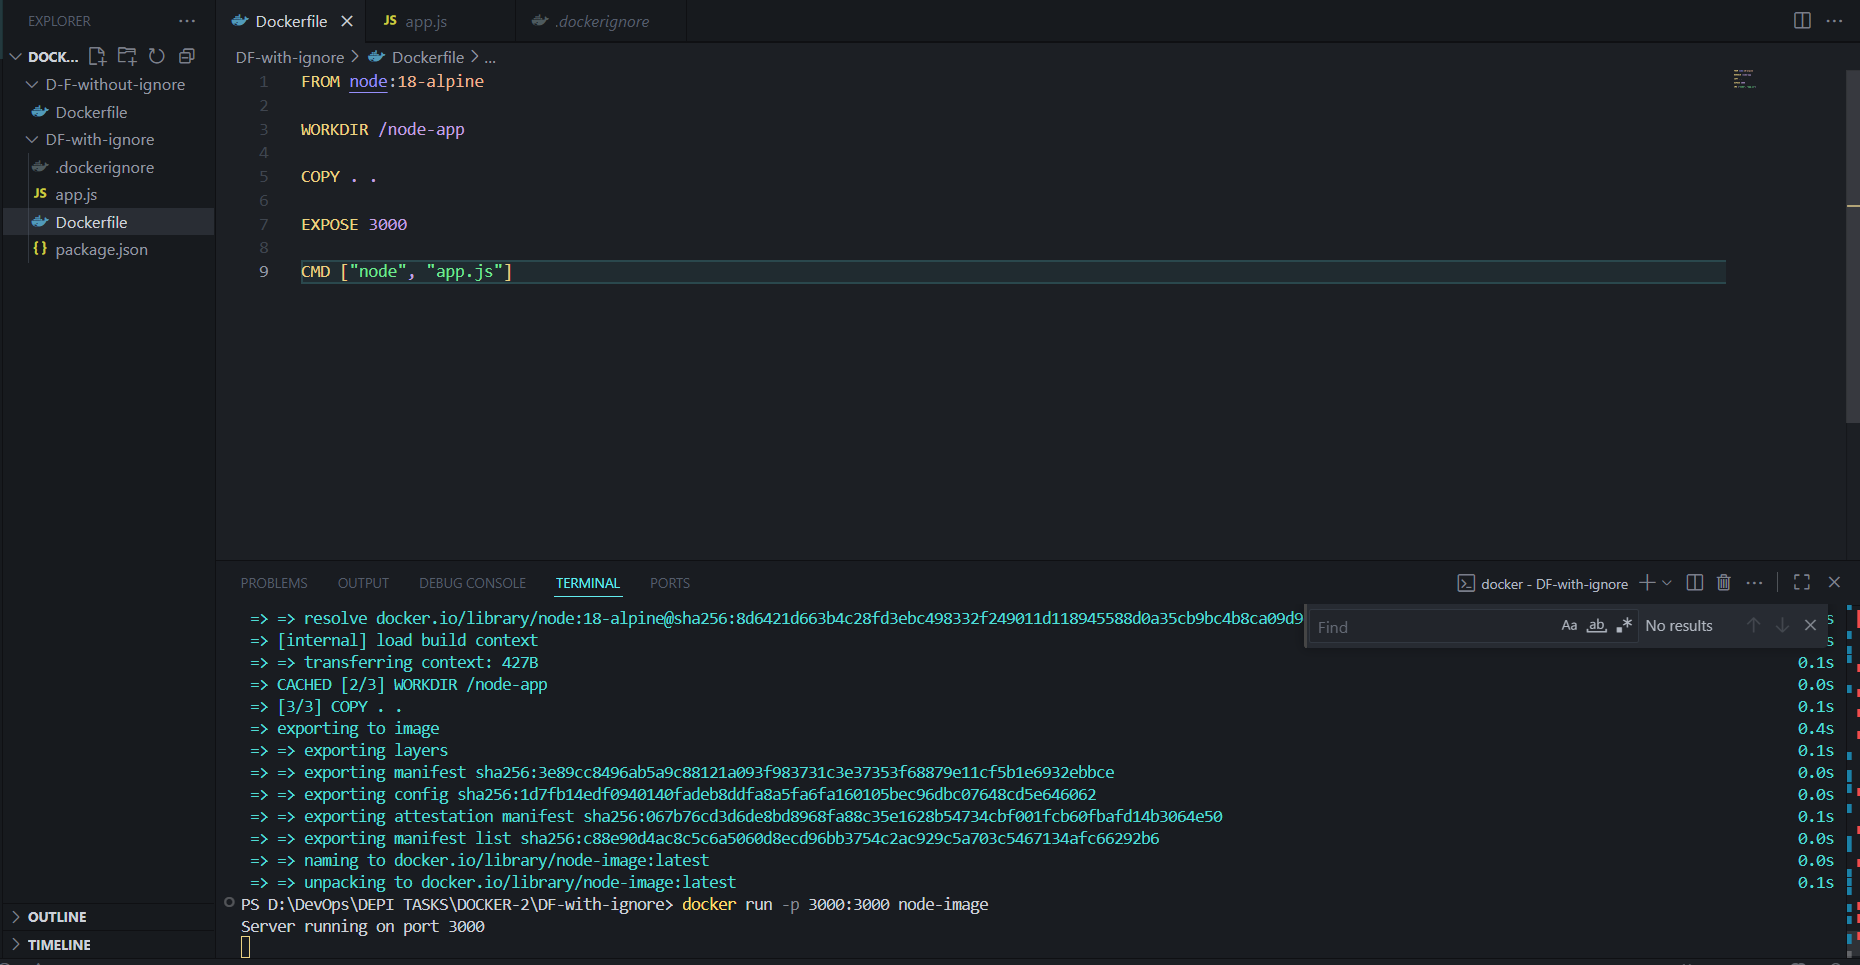 EXPLORER
DOCK...
D-F-without-ignore
Dockerfile
DF-with-ignore
.dockerignore
app.js
Dockerfile
package.json
OUTLINE
TIMELINE
Dockerfile app.js .dockerignore
DF-with-ignore > Dockerfile > ...
1 FROM node:18-alpine
2
3 WORKDIR /node-app
4
5 COPY . .
6
7 EXPOSE 3000
8
9 CMD ["node", "app.js"]
PROBLEMS OUTPUT DEBUG CONSOLE TERMINAL PORTS
docker - DF-with-ignore
Find Aa ab No results
=> => resolve docker.io/library/node:18-alpine@sha256:8d6421d663b4c28fd3ebc498332f249011d118945588d0a35cb9bc4b8ca09d9 s
=> [internal] load build context s
=> => transferring context: 427B 0.1s
=> CACHED [2/3] WORKDIR /node-app 0.0s
=> [3/3] COPY . . 0.1s
=> exporting to image 0.4s
=> => exporting layers 0.1s
=> => exporting manifest sha256:3e89cc8496ab5a9c88121a093f983731c3e37353f68879e11cf5b1e6932ebbce 0.0s
=> => exporting config sha256:1d7fb14edf0940140fadeb8ddfa8a5fa6fa160105bec96dbc07648cd5e646062 0.0s
=> => exporting attestation manifest sha256:067b76cd3d6de8bd8968fa88c35e1628b54734cbf001fcb60fbafd14b3064e50 0.1s
=> => exporting manifest list sha256:c88e90d4ac8c5c6a5060d8ecd96bb3754c2ac929c5a703c5467134afc66292b6 0.0s
=> => naming to docker.io/library/node-image:latest 0.0s
=> => unpacking to docker.io/library/node-image:latest 0.1s
PS D:\DevOps\DEPI TASKS\DOCKER-2\DF-with-ignore> docker run -p 3000:3000 node-image
Server running on port 3000